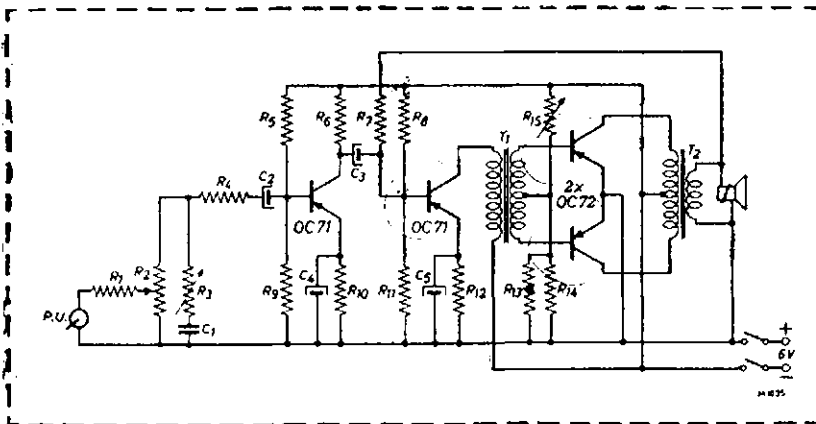 R5
R6
R7
R8
R15
T1
T2
R4
C2
C3
2x
OC72
OC71
OC71
R1
R2
R3
C1
R9
C4
R10
R11
C5
R12
R13
R14
P.U.
+
6V
−